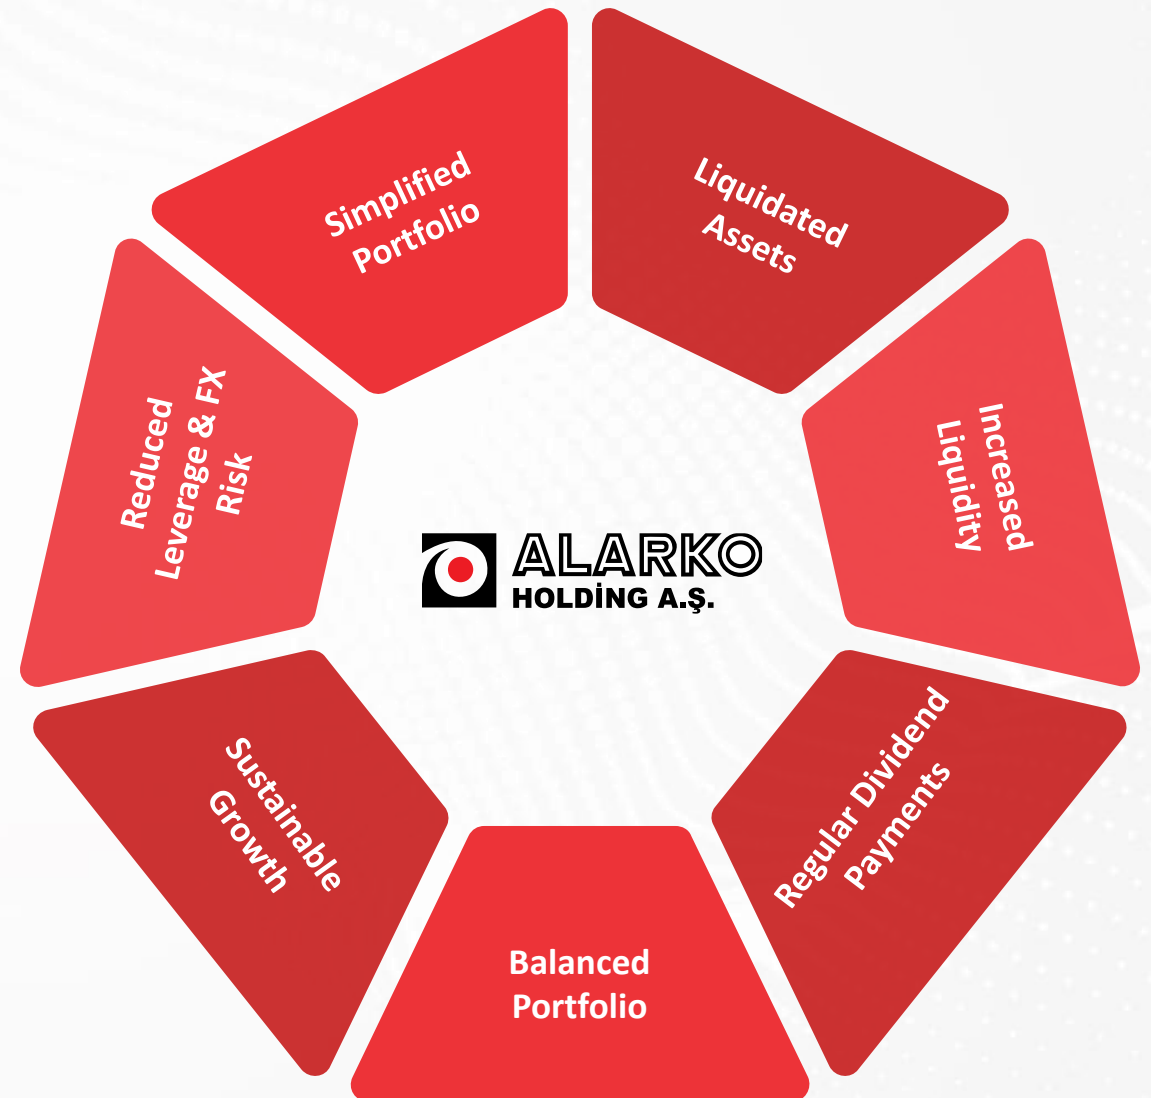 Simplified
Portfolio
Liquidated
Assets
Increased
Liquidity
Regular Dividend
Payments
Balanced
Portfolio
Sustainable
Growth
Reduced
Leverage & FX
Risk
ALARKO
HOLDİNG A.Ş.